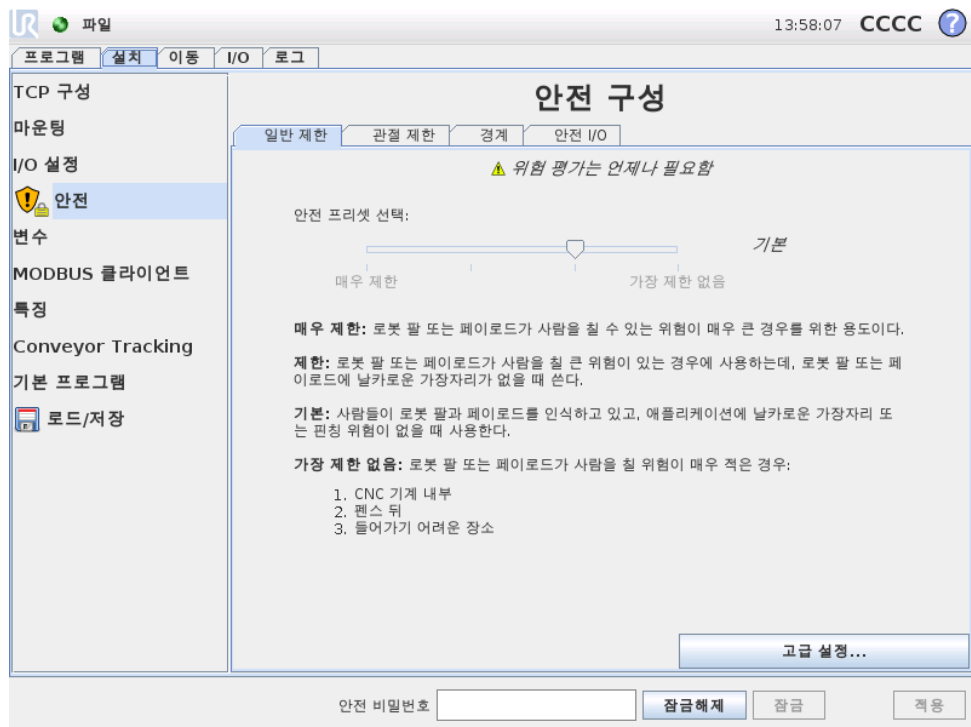 UR 파일 13:58:07 CCCC ?
프로그램 설치 이동 I/O 로그
TCP 구성
마운팅
I/O 설정
안전
변수
MODBUS 클라이언트
특징
Conveyor Tracking
기본 프로그램
로드/저장
안전 구성
일반 제한 관절 제한 경계 안전 I/O
위험 평가는 언제나 필요함
안전 프리셋 선택:
기본
매우 제한 가장 제한 없음
매우 제한: 로봇 팔 또는 페이로드가 사람을 칠 수 있는 위험이 매우 큰 경우를 위한 용도이다.
제한: 로봇 팔 또는 페이로드가 사람을 칠 큰 위험이 있는 경우에 사용하는데, 로봇 팔 또는 페
이로드에 날카로운 가장자리가 없을 때 쓴다.
기본: 사람들이 로봇 팔과 페이로드를 인식하고 있고, 애플리케이션에 날카로운 가장자리 또
는 핀칭 위험이 없을 때 사용한다.
가장 제한 없음: 로봇 팔 또는 페이로드가 사람을 칠 위험이 매우 적은 경우:
1. CNC 기계 내부
2. 펜스 뒤
3. 들어가기 어려운 장소
고급 설정...
안전 비밀번호 잠금해제 잠금 적용